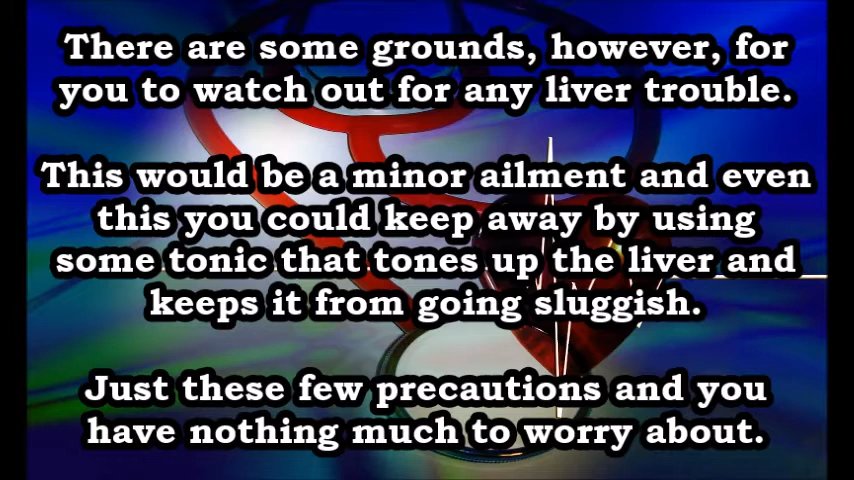 There are some grounds, however, for
you to watch out for any liver trouble.
This would be a minor ailment and even
this you could keep away by using
some tonic that tones up the liver and
keeps it from going sluggish.
Just these few precautions and you
have nothing much to worry about.